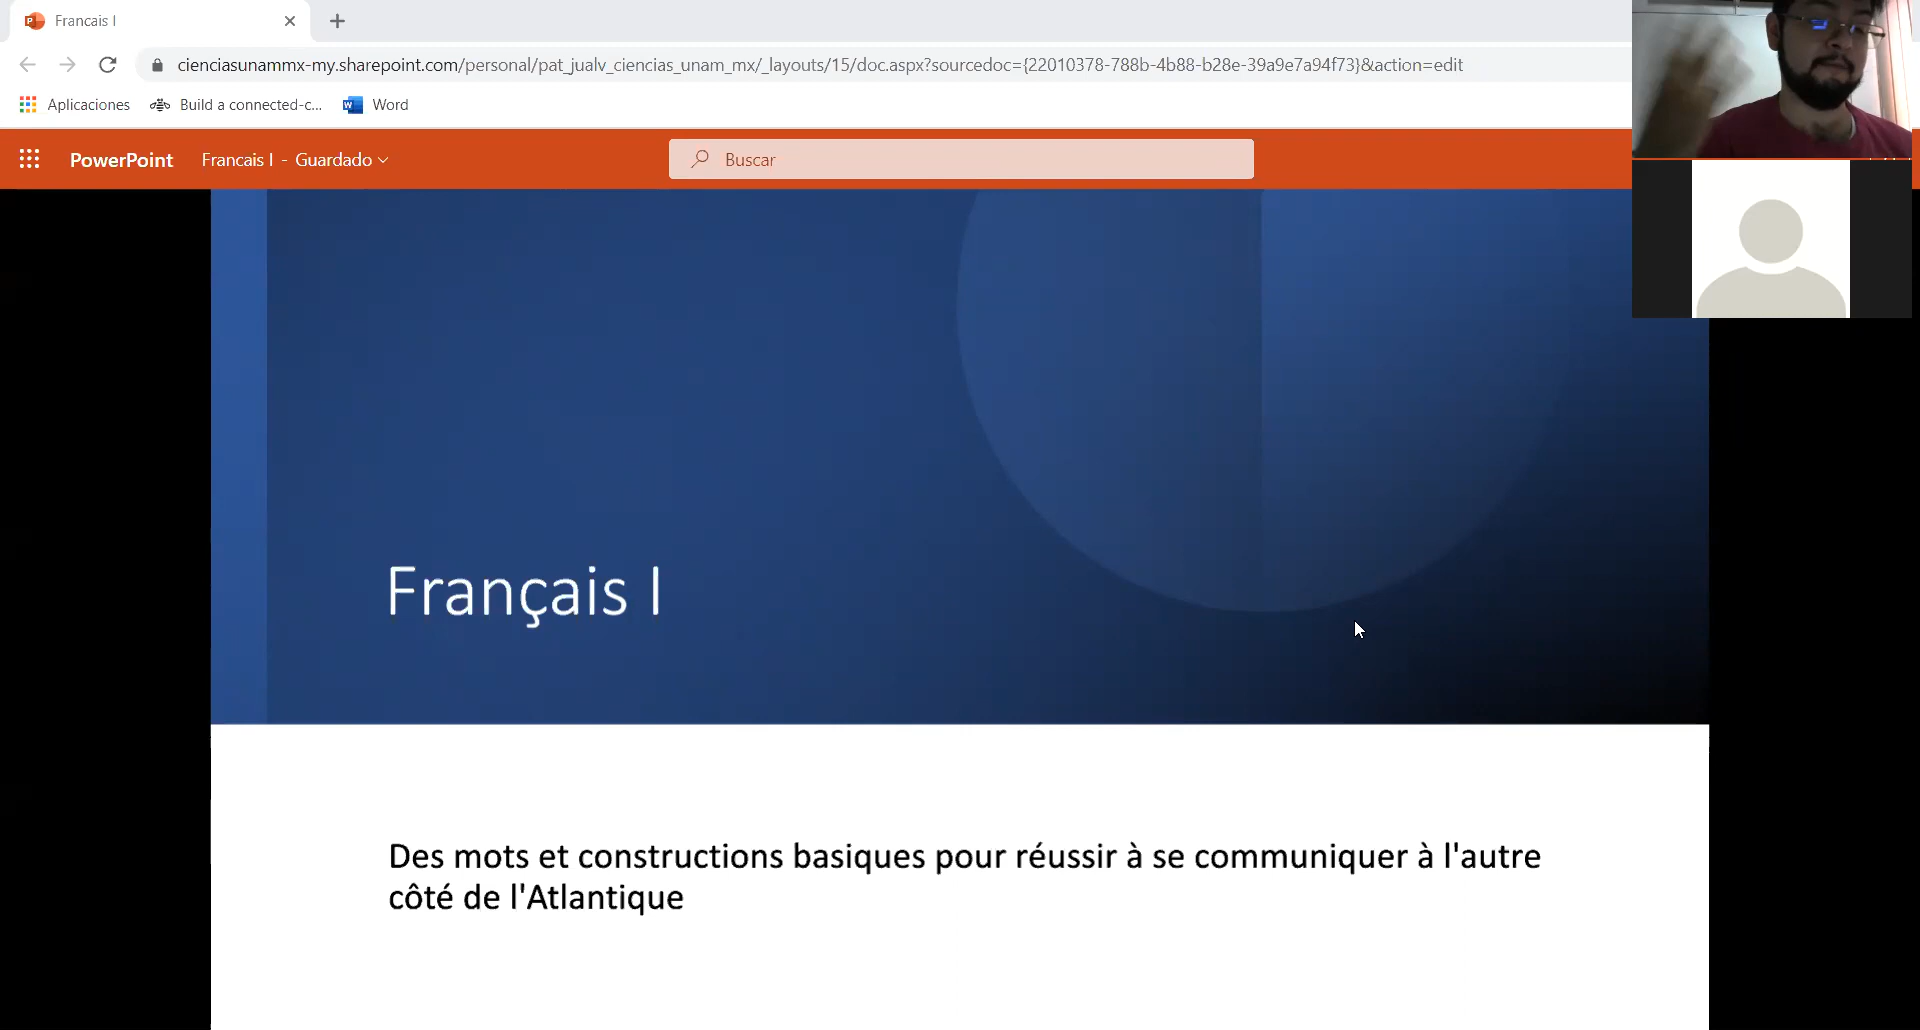 Francais I
cienciasunammx-my.sharepoint.com/personal/pat_jualv_ciencias_unam_mx/_layouts/15/doc.aspx?sourcedoc={22010378-788b-4b88-b28e-39a9e7a94f73}&action=edit
Aplicaciones Build a connected-c... Word
PowerPoint Francais I - Guardado Buscar
Français I
Des mots et constructions basiques pour réussir à se communiquer à l'autre
côté de l'Atlantique